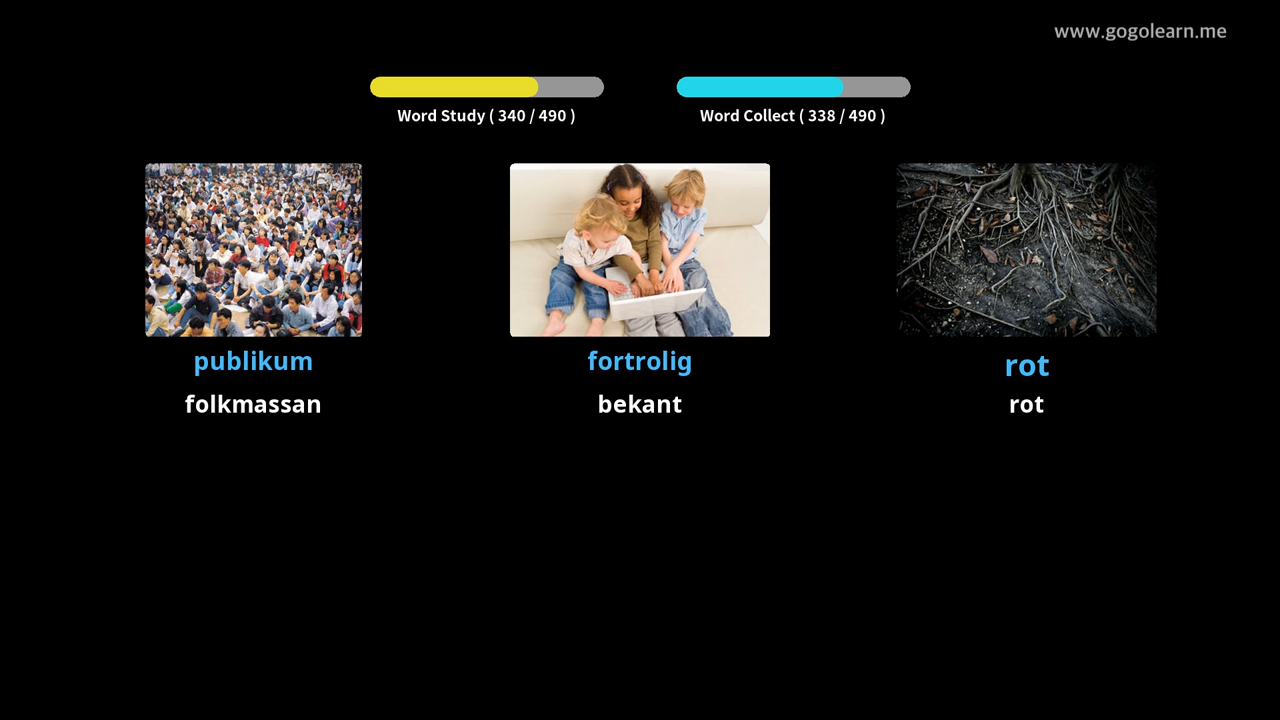 www.gogolearn.me
Word Study ( 340 / 490 )
Word Collect ( 338 / 490 )
publikum
folkmassan
fortrolig
bekant
rot
rot